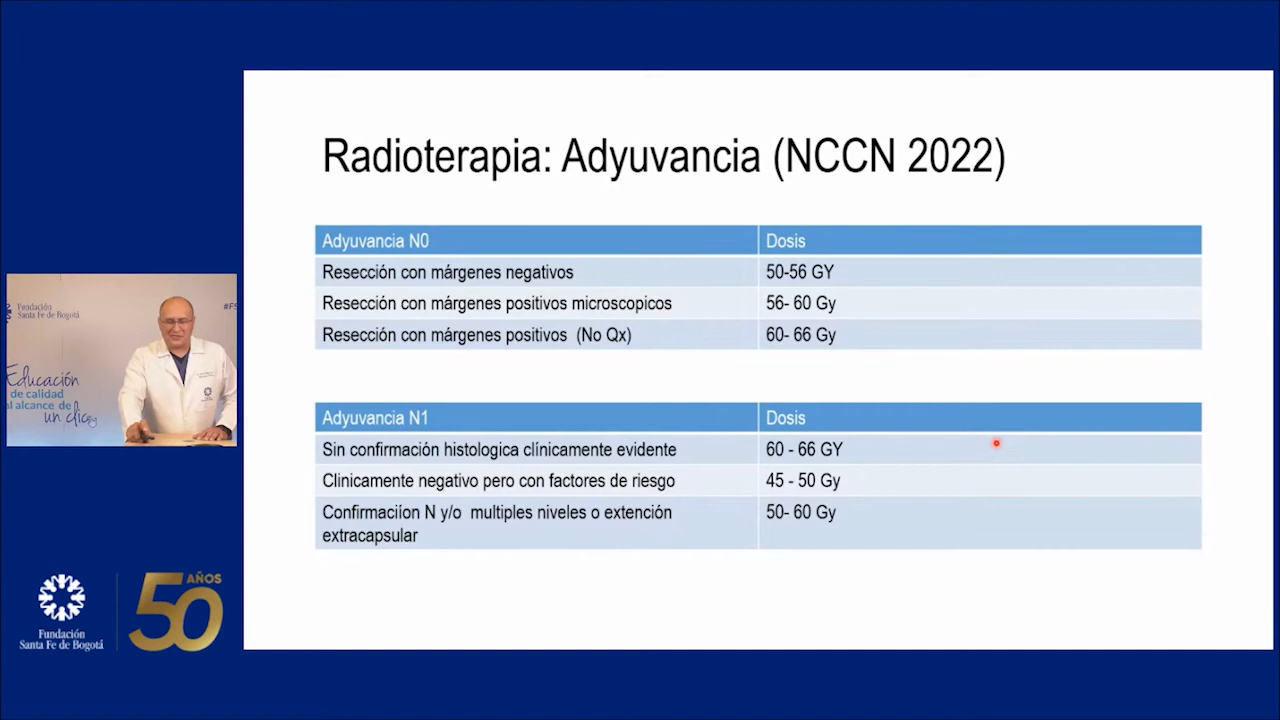 Radioterapia: Adyuvancia (NCCN 2022)
Adyuvancia N0 Dosis
Resección con márgenes negativos 50-56 GY
Resección con márgenes positivos microscopicos 56- 60 Gy
Resección con márgenes positivos (No Qx) 60- 66 Gy
Adyuvancia N1 Dosis
Sin confirmación histologica clínicamente evidente 60 - 66 GY
Clinicamente negativo pero con factores de riesgo 45 - 50 Gy
Confirmaciion N y/o multiples niveles o extención 50- 60 Gy
extracapsular
Fundación
Santa Fe de Bogotá
#FS
Educación
de calidad
al alcance de
un clic
AÑOS
50
Fundación
Santa Fe de Bogotá